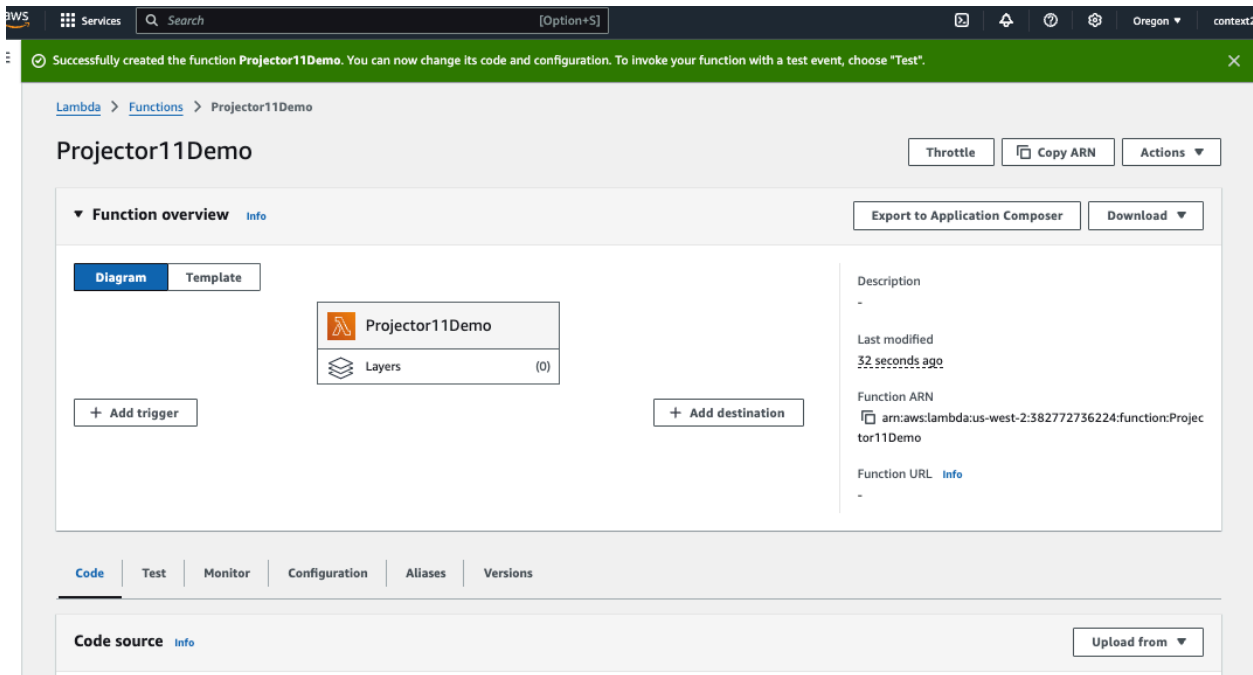 aws Services Search [Option+S] Oregon context2
Successfully created the function Projector11Demo. You can now change its code and configuration. To invoke your function with a test event, choose "Test".
Lambda > Functions > Projector11Demo
Projector11Demo
Throttle Copy ARN Actions
Function overview Info
Export to Application Composer Download
Diagram Template
Projector11Demo
Layers (0)
+ Add trigger
+ Add destination
Description
-
Last modified
32 seconds ago
Function ARN
arn:aws:lambda:us-west-2:382772736224:function:Projec
tor11Demo
Function URL Info
-
Code Test Monitor Configuration Aliases Versions
Code source Info
Upload from